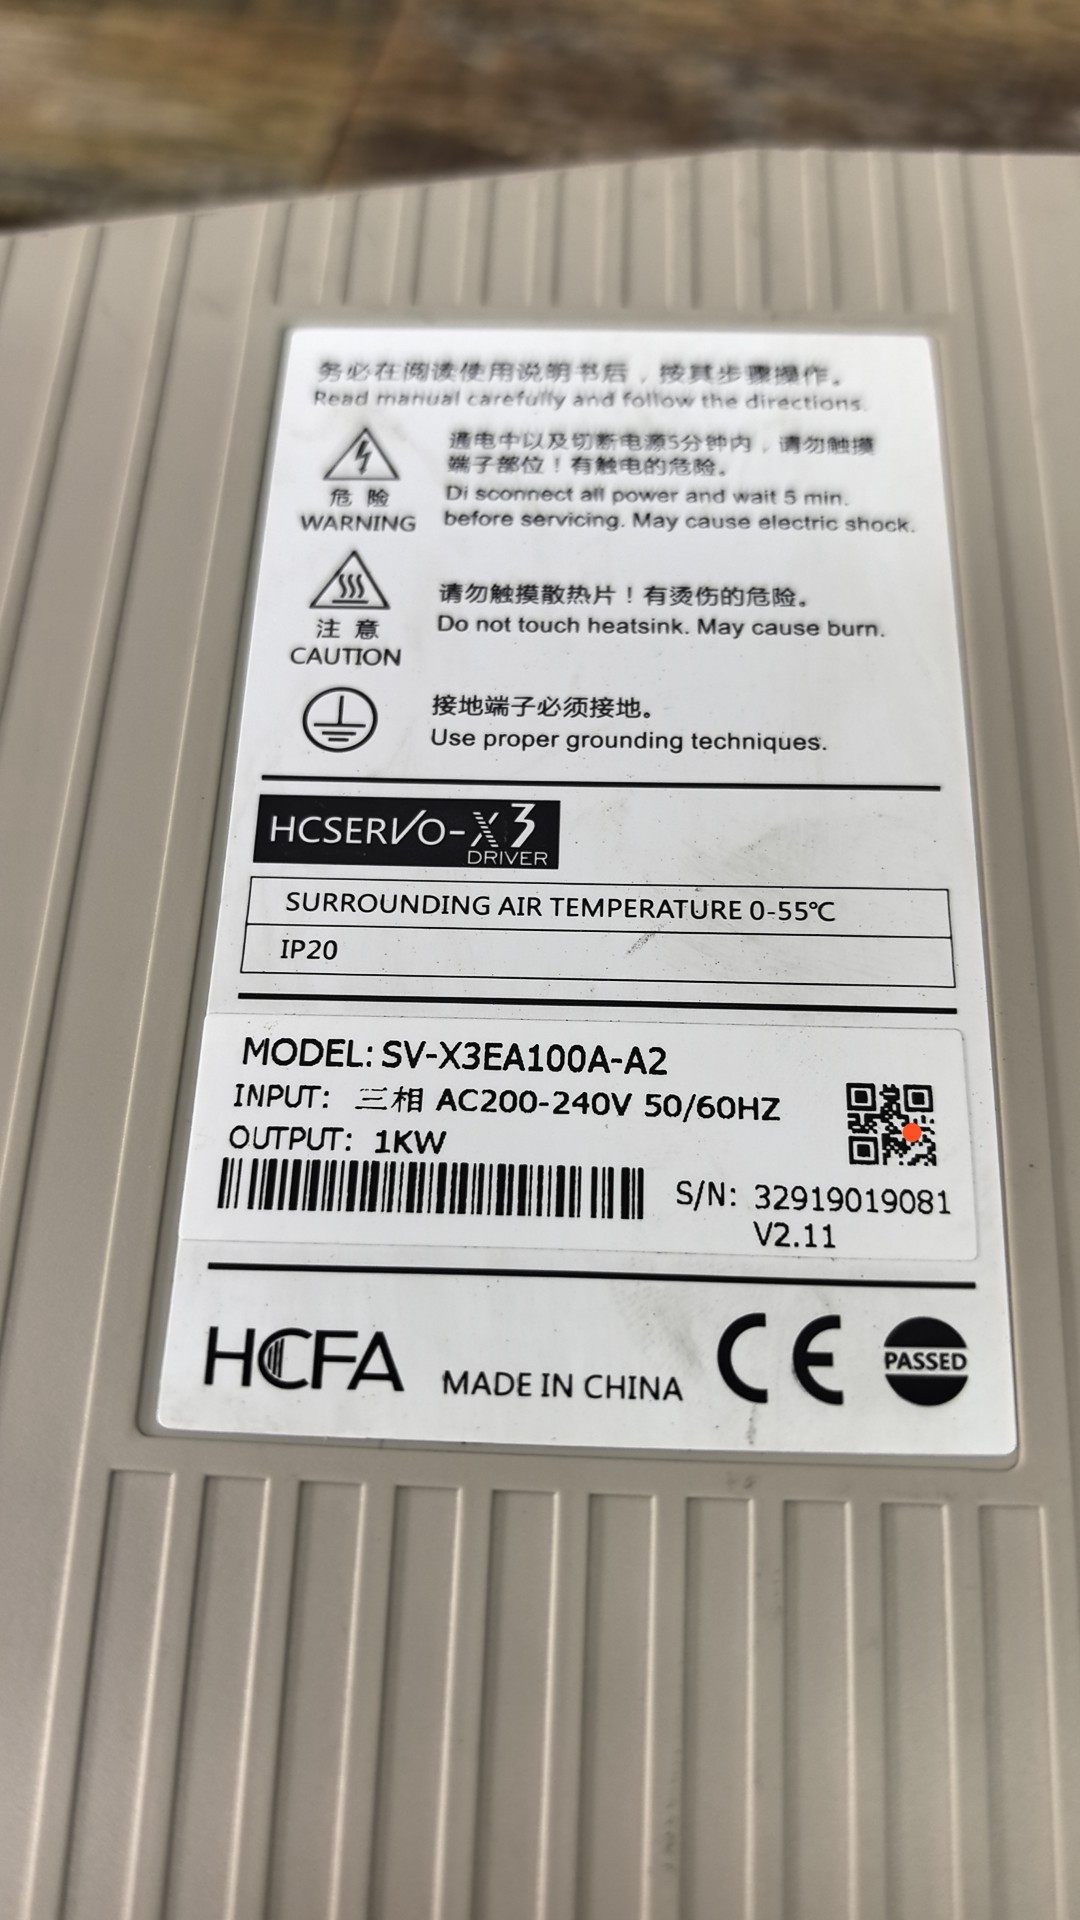 务必在阅读使用说明书后，按其步骤操作。
Read manual carefully and follow the directions.
危 险
WARNING
通电中以及切断电源5分钟内，请勿触摸
端子部位！有触电的危险。
Di sconnect all power and wait 5 min.
before servicing. May cause electric shock.
注 意
CAUTION
请勿触摸散热片！有烫伤的危险。
Do not touch heatsink. May cause burn.
接地端子必须接地。
Use proper grounding techniques.
HCSERVO-X3
DRIVER
SURROUNDING AIR TEMPERATURE 0-55℃
IP20
MODEL: SV-X3EA100A-A2
INPUT: 三相 AC200-240V 50/60HZ
OUTPUT: 1KW
S/N: 32919019081
V2.11
HCFA
MADE IN CHINA
CE
PASSED